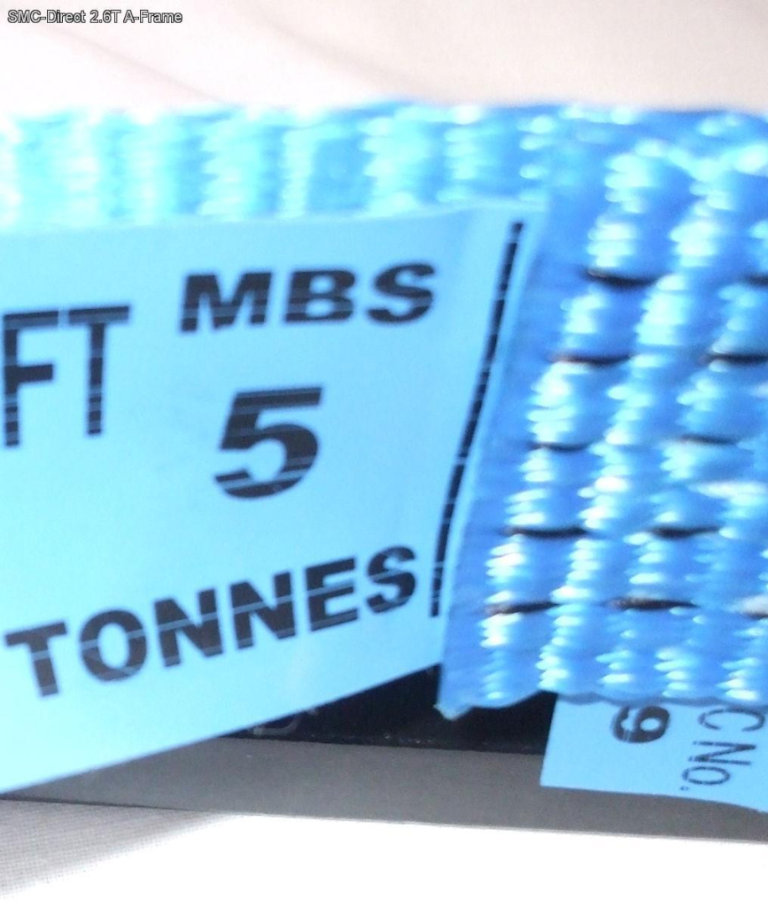 SMC-Direct 2.6T A-Frame
FT MBS
5
TONNES
9
C No.